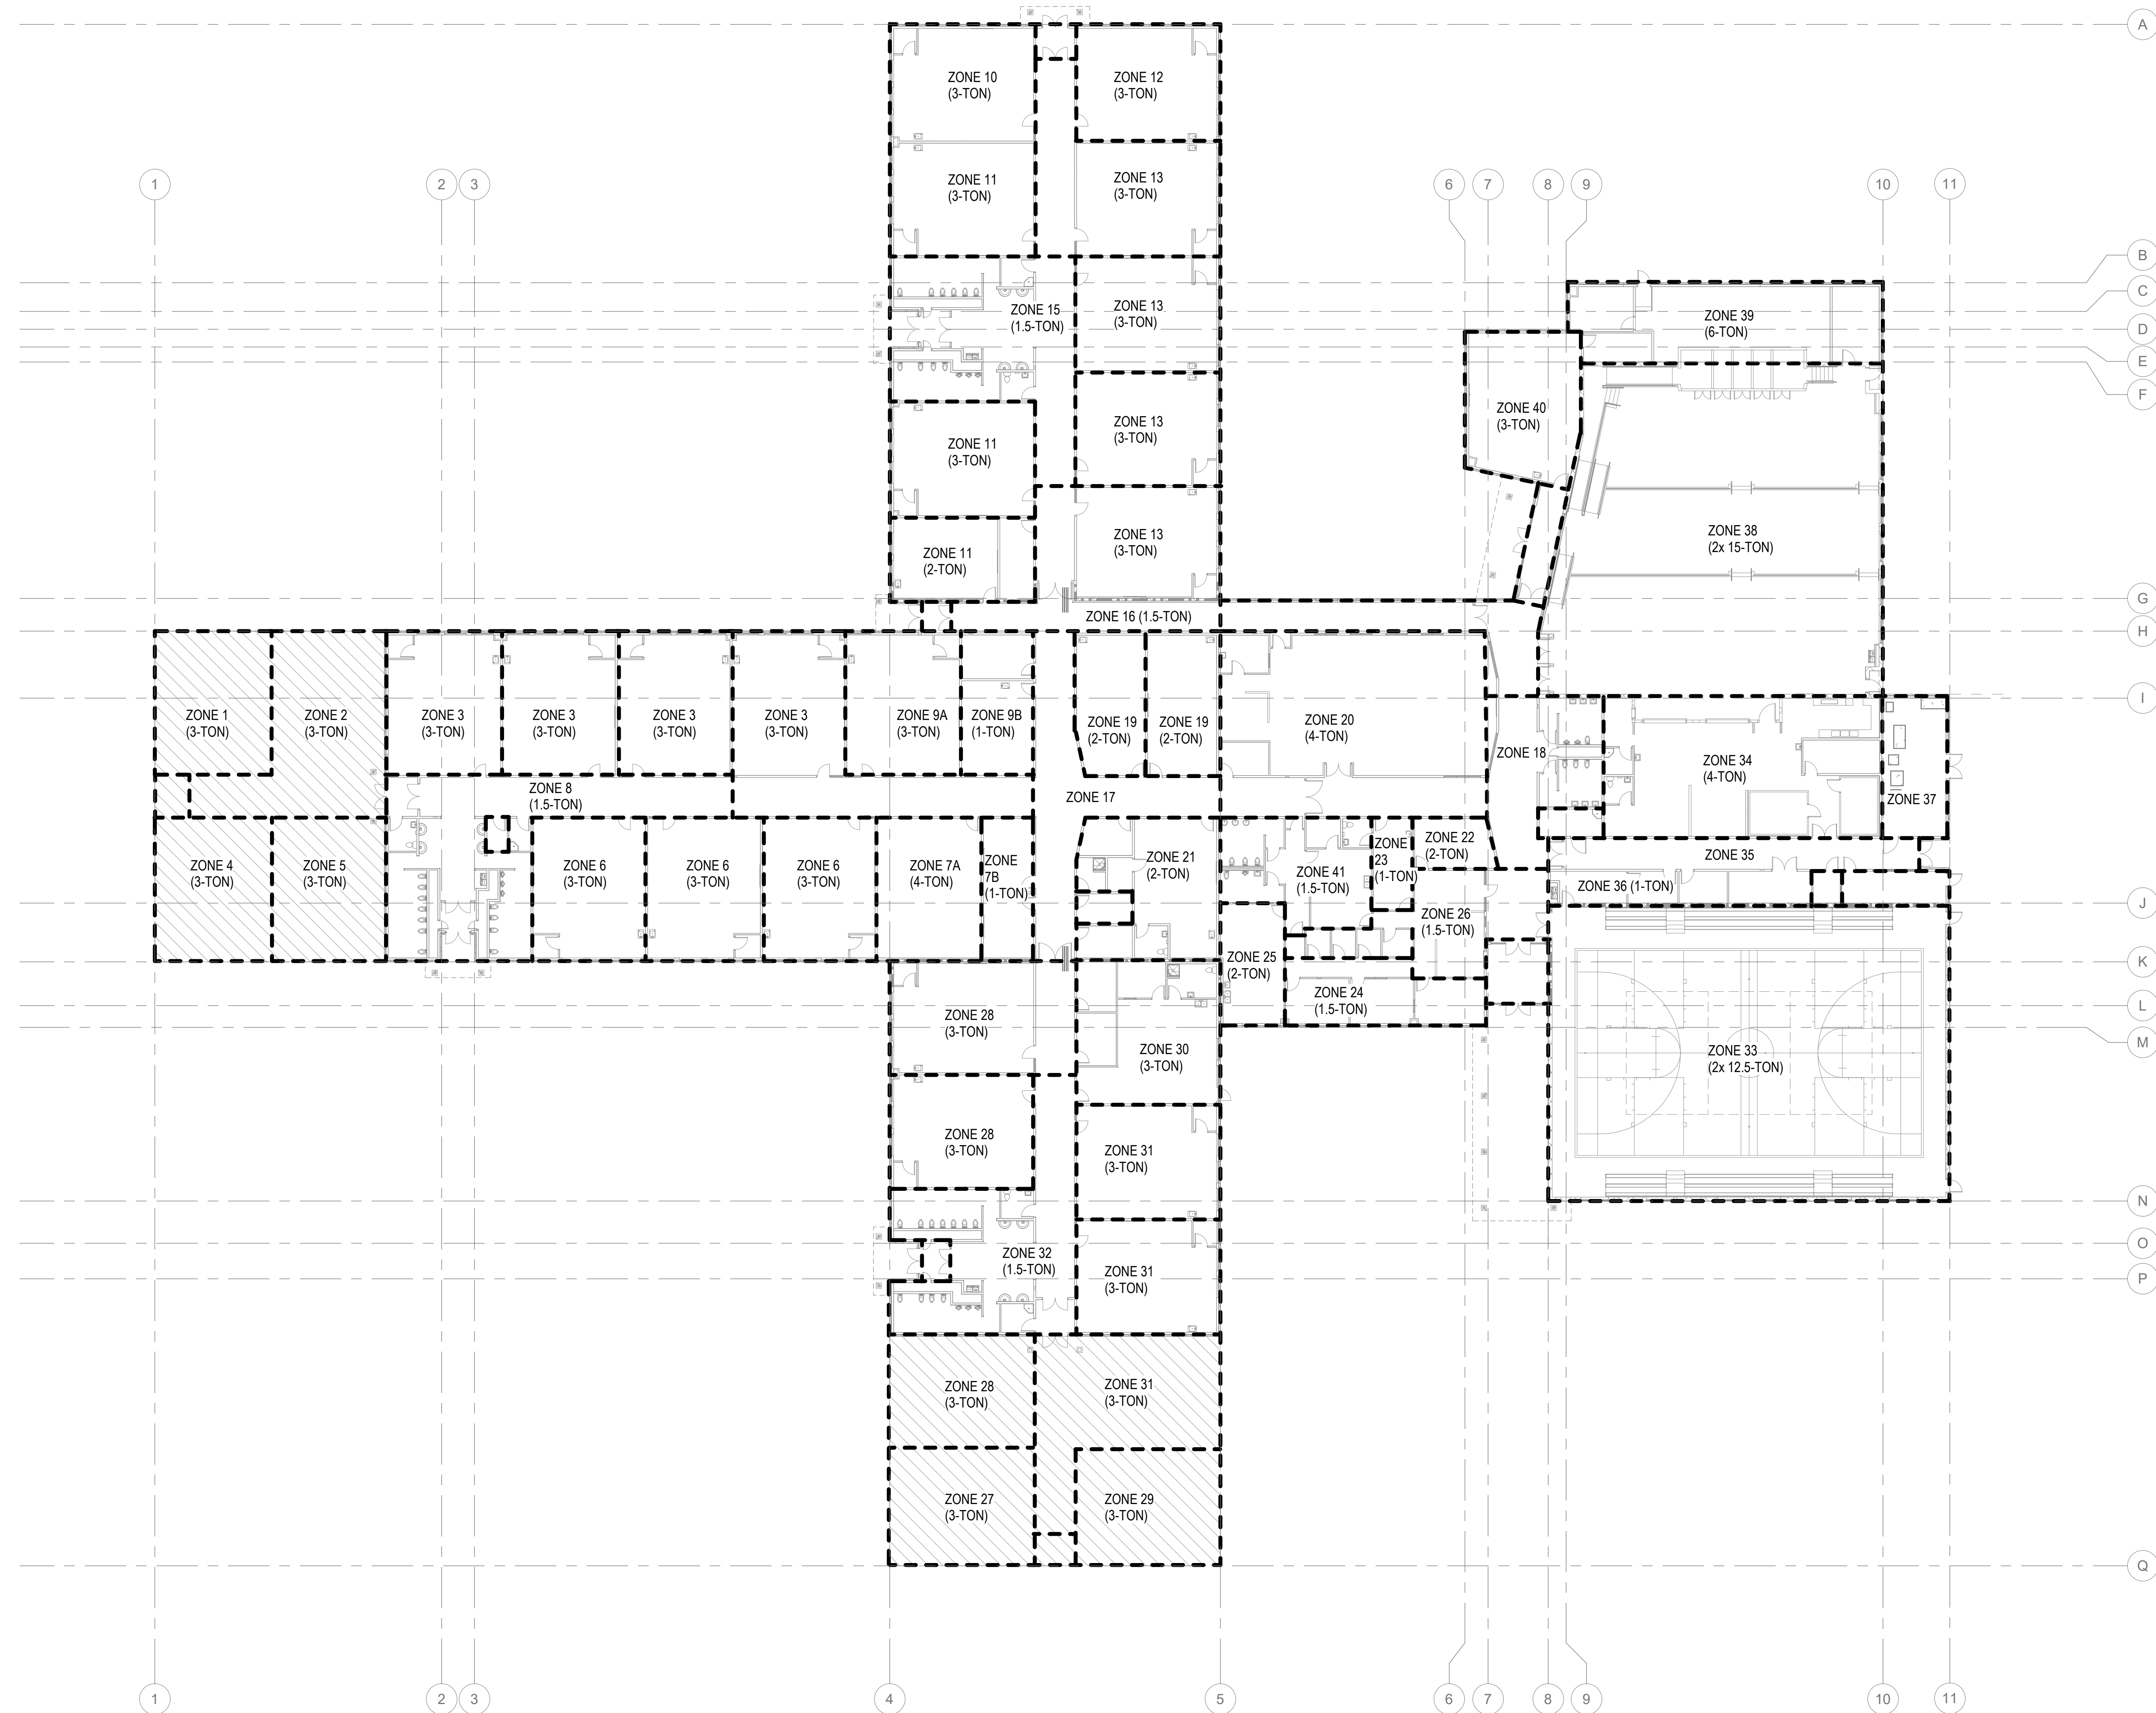 A
ZONE 10
(3-TON)
ZONE 12
(3-TON)
ZONE 11
(3-TON)
ZONE 13
(3-TON)
1
2
3
6
7
8
9
10
11
B
C
D
E
F
ZONE 15
(1.5-TON)
ZONE 13
(3-TON)
ZONE 39
(6-TON)
ZONE 40
(3-TON)
ZONE 11
(3-TON)
ZONE 13
(3-TON)
ZONE 11
(2-TON)
ZONE 13
(3-TON)
ZONE 38
(2x 15-TON)
G
ZONE 16 (1.5-TON)
H
I
ZONE 1
(3-TON)
ZONE 2
(3-TON)
ZONE 3
(3-TON)
ZONE 3
(3-TON)
ZONE 3
(3-TON)
ZONE 3
(3-TON)
ZONE 9A
(3-TON)
ZONE 9B
(1-TON)
ZONE 19
(2-TON)
ZONE 19
(2-TON)
ZONE 20
(4-TON)
ZONE 18
ZONE 34
(4-TON)
ZONE 37
ZONE 8
(1.5-TON)
ZONE 17
ZONE 4
(3-TON)
ZONE 5
(3-TON)
ZONE 6
(3-TON)
ZONE 6
(3-TON)
ZONE 6
(3-TON)
ZONE 7A
(4-TON)
ZONE
7B
(1-TON)
ZONE 21
(2-TON)
ZONE 41
(1.5-TON)
ZONE
23
(1-TON)
ZONE 22
(2-TON)
ZONE 35
ZONE 36 (1-TON)
J
ZONE 26
(1.5-TON)
ZONE 25
(2-TON)
K
ZONE 24
(1.5-TON)
L
M
ZONE 28
(3-TON)
ZONE 30
(3-TON)
ZONE 33
(2x 12.5-TON)
ZONE 28
(3-TON)
ZONE 31
(3-TON)
N
O
P
ZONE 32
(1.5-TON)
ZONE 31
(3-TON)
ZONE 28
(3-TON)
ZONE 31
(3-TON)
ZONE 27
(3-TON)
ZONE 29
(3-TON)
Q
1
2
3
4
5
6
7
8
9
10
11